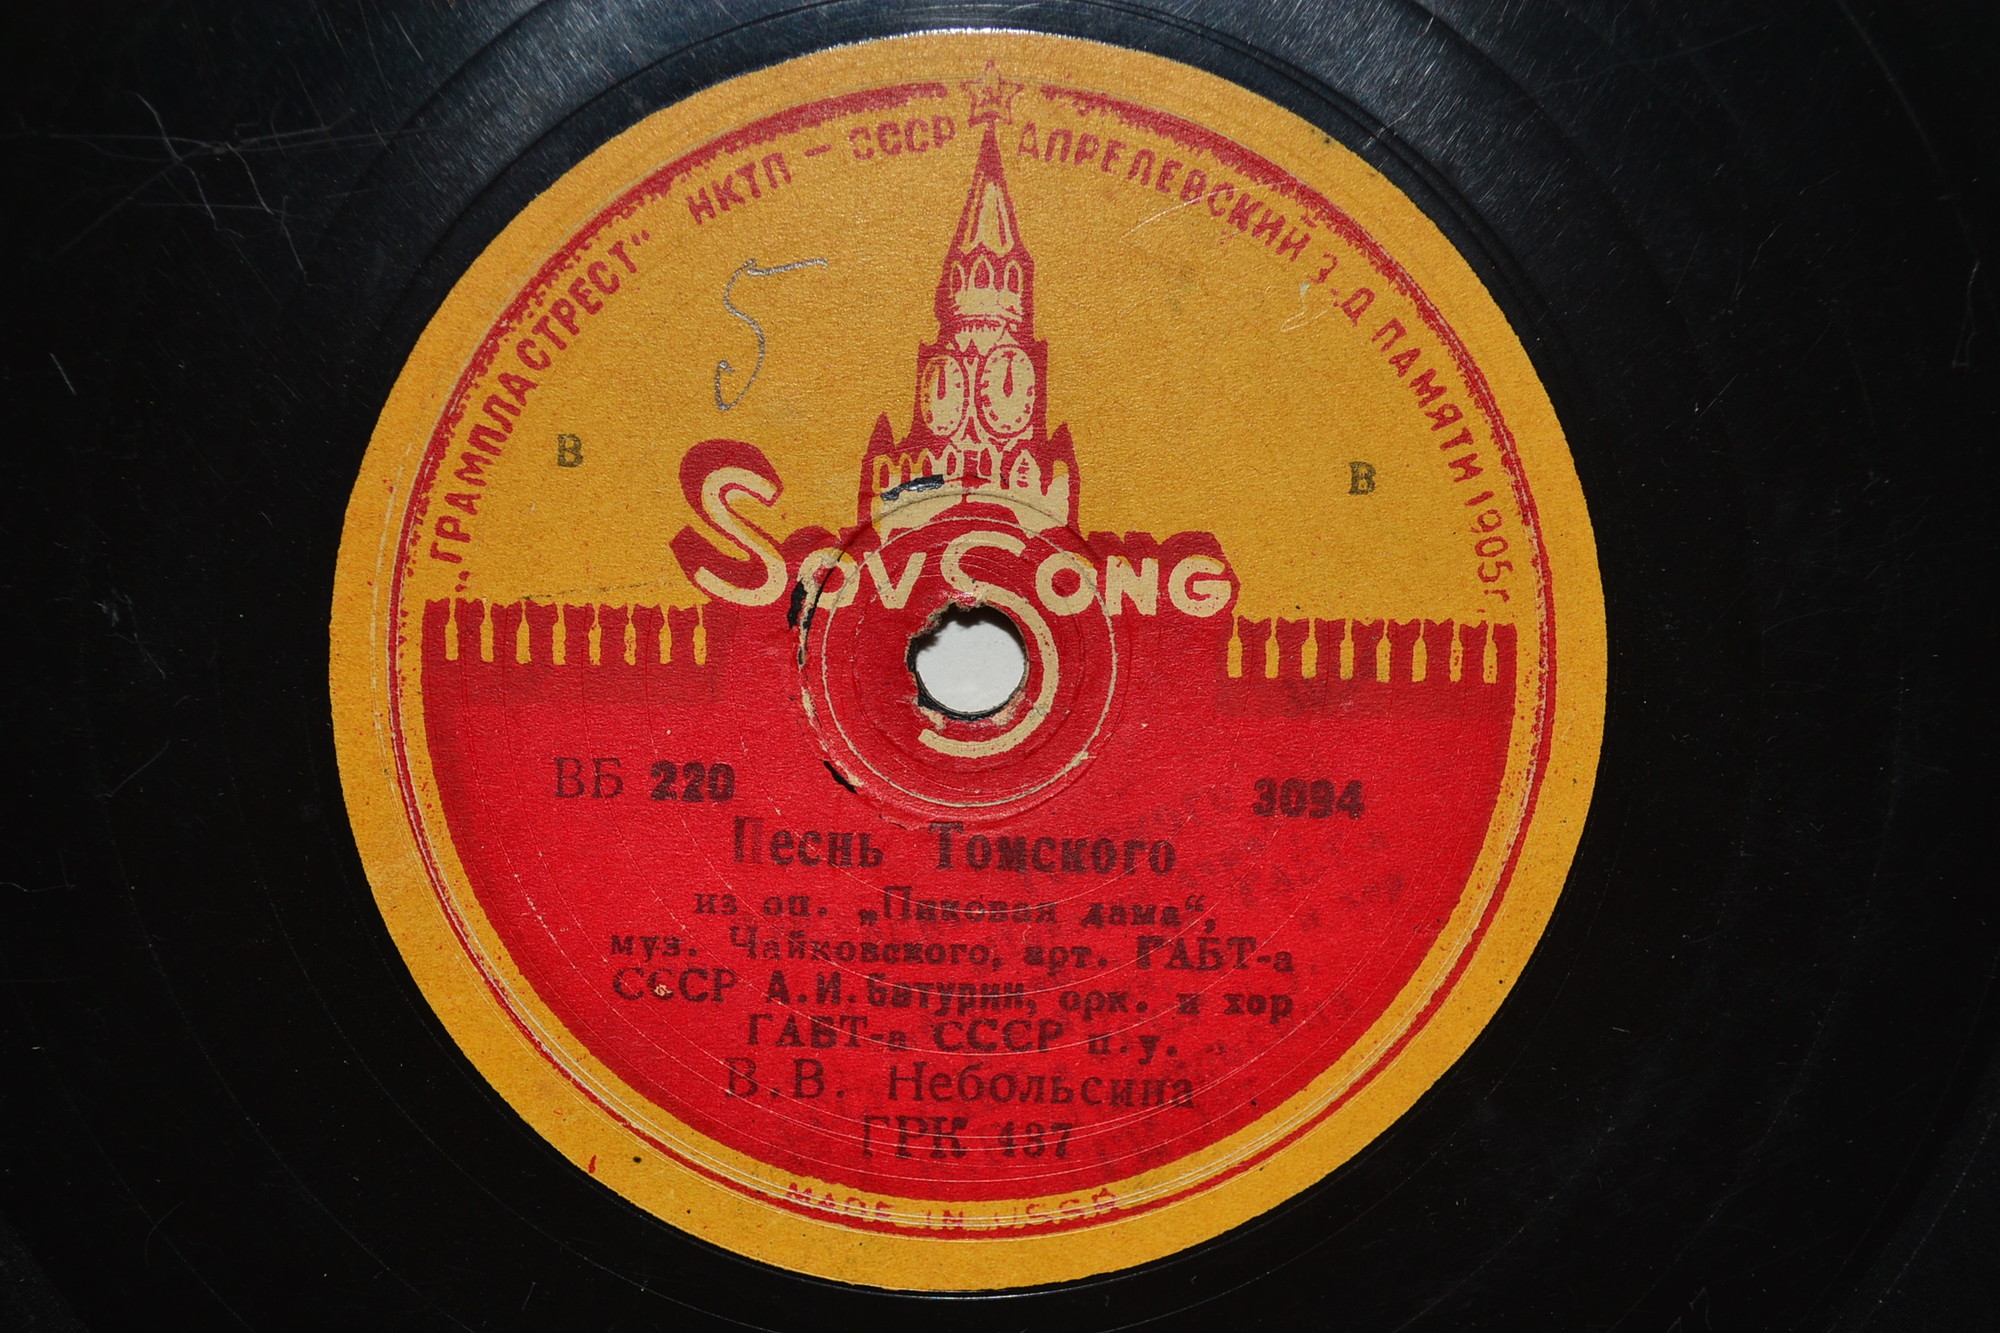 „ГРАМПЛАСТРЕСТ“ НКТП – СССР АПРЕЛЕВСКИЙ З-Д ПАМЯТИ 1905 г.
5
В В
SOVSONG
ВБ 220 3094
Песнь Томского
из оп. „Пиковая дама“,
муз. Чайковского, арт. ГАБТ-а
СССР А.И. Батурин, орк. и хор
ГАБТ-а СССР п.у.
В.В. Небольсина
ГРК 487
MADE IN USSR